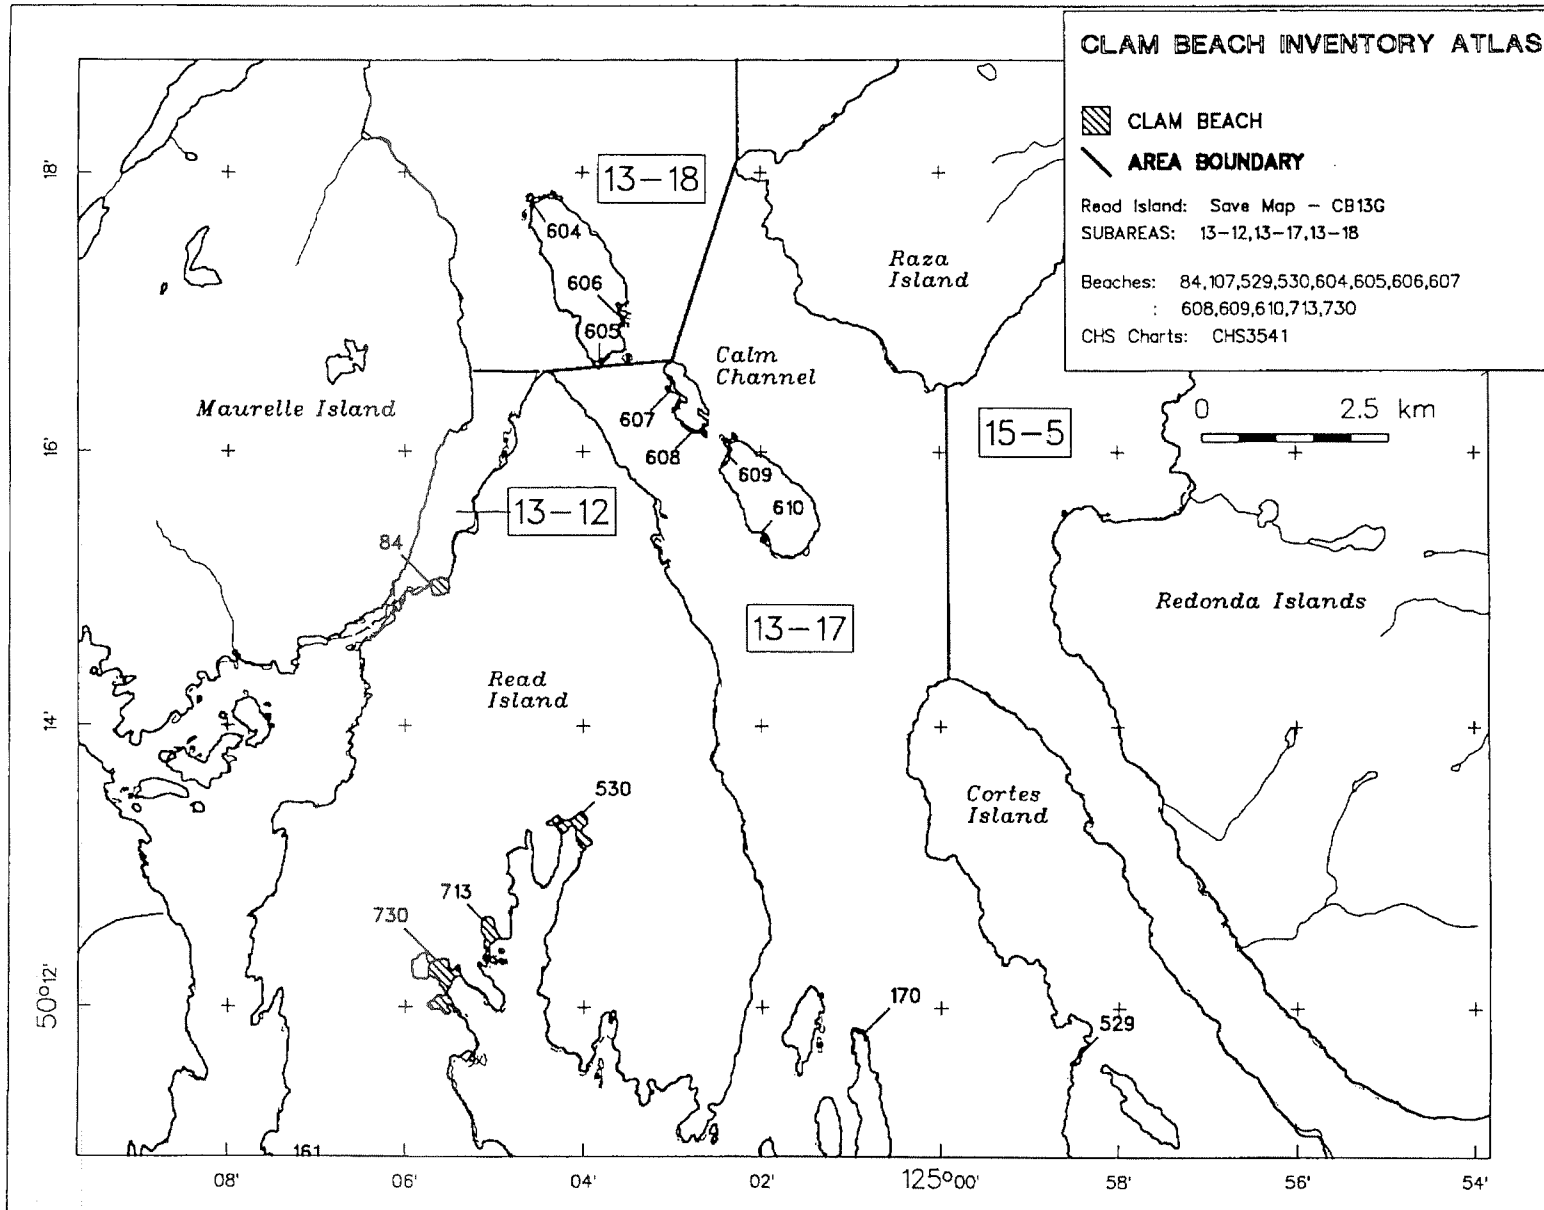 CLAM BEACH INVENTORY ATLAS
CLAM BEACH
AREA BOUNDARY
Read Island: Save Map - CB13G
SUBAREAS: 13-12,13-17,13-18
Beaches: 84,107,529,530,604,605,606,607
: 608,609,610,713,730
CHS Charts: CHS3541
0 2.5 km
18'
13-18
604
606
605
Raza
Island
Calm
Channel
Maurelle Island
607
608
609
610
15-5
16'
13-12
84
Redonda Islands
13-17
Read
Island
14'
530
Cortes
Island
713
730
50°12'
170
529
161
08'
06'
04'
02'
125°00'
58'
56'
54'